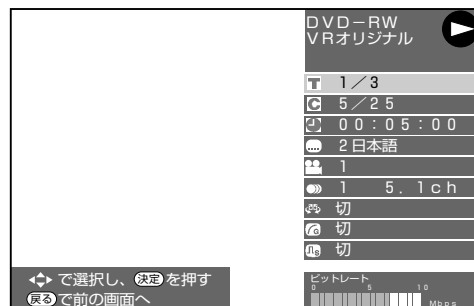 DVD-RW
VRオリジナル
T 1/3
C 5/25
00:05:00
2日本語
1
1 5.1ch
切
切
切
で選択し、決定を押す
戻るで前の画面へ
ビットレート
0 5 10
Mbps